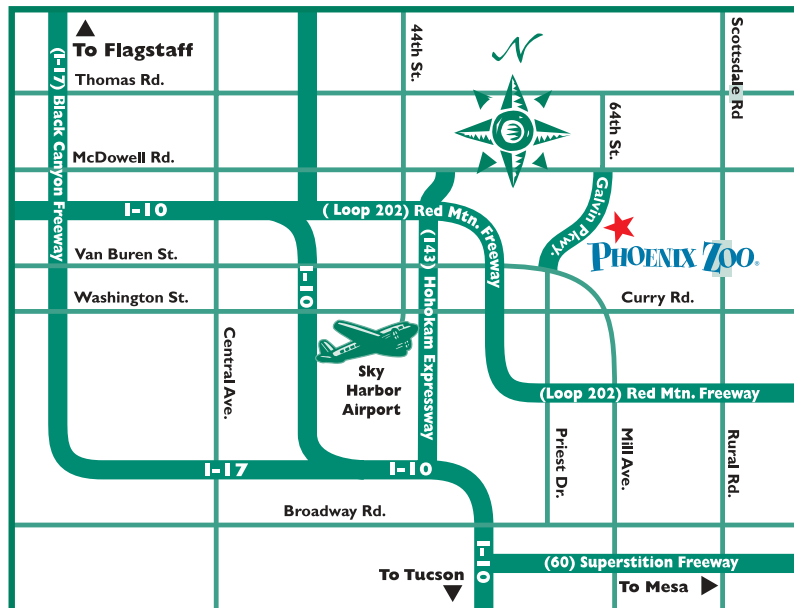 To Flagstaff
Thomas Rd.
44th St.
N
64th St.
Scottsdale Rd
(I-17) Black Canyon Freeway
McDowell Rd.
I-10
( Loop 202) Red Mtn. Freeway
Galvin Pkwy.
PHOENIX ZOO®
Van Buren St.
Washington St.
I-10
(143) Hohokam Expressway
Curry Rd.
Central Ave.
Sky
Harbor
Airport
(Loop 202) Red Mtn. Freeway
Priest Dr.
Mill Ave.
Rural Rd.
I-17
I-10
Broadway Rd.
I-10
(60) Superstition Freeway
To Tucson
To Mesa